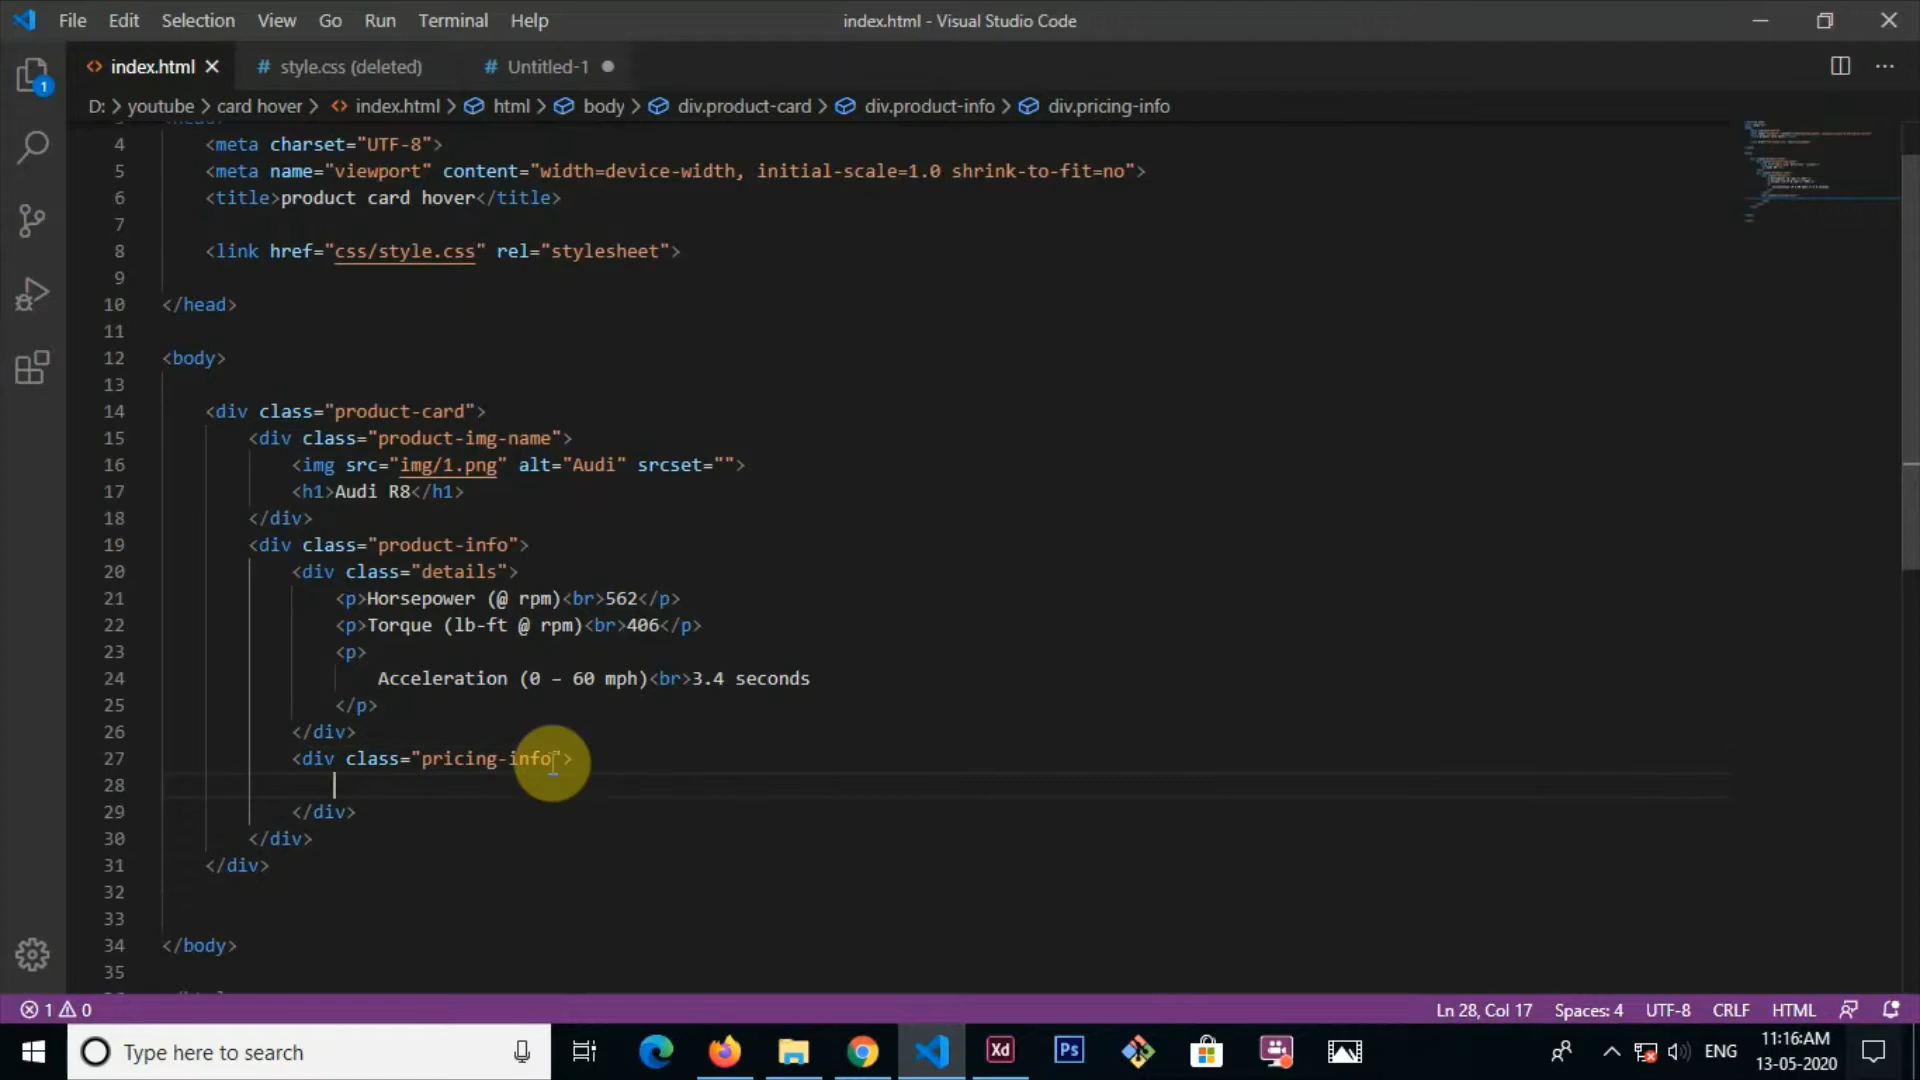 File Edit Selection View Go Run Terminal Help
index.html - Visual Studio Code
index.html
# style.css (deleted)
# Untitled-1
D: > youtube > card hover > index.html > html > body > div.product-card > div.product-info > div.pricing-info
1
4 <meta charset="UTF-8">
5 <meta name="viewport" content="width=device-width, initial-scale=1.0 shrink-to-fit=no">
6 <title>product card hover</title>
7
8 <link href="css/style.css" rel="stylesheet">
9
10 </head>
11
12 <body>
13
14 <div class="product-card">
15 <div class="product-img-name">
16 <img src="img/1.png" alt="Audi" srcset="">
17 <h1>Audi R8</h1>
18 </div>
19 <div class="product-info">
20 <div class="details">
21 <p>Horsepower (@ rpm)<br>562</p>
22 <p>Torque (lb-ft @ rpm)<br>406</p>
23 <p>
24 Acceleration (0 – 60 mph)<br>3.4 seconds
25 </p>
26 </div>
27 <div class="pricing-info">
28
29 </div>
30 </div>
31 </div>
32
33
34 </body>
35
1 0
Ln 28, Col 17 Spaces: 4 UTF-8 CRLF HTML
Type here to search
Xd
Ps
ENG
11:16:AM
13-05-2020